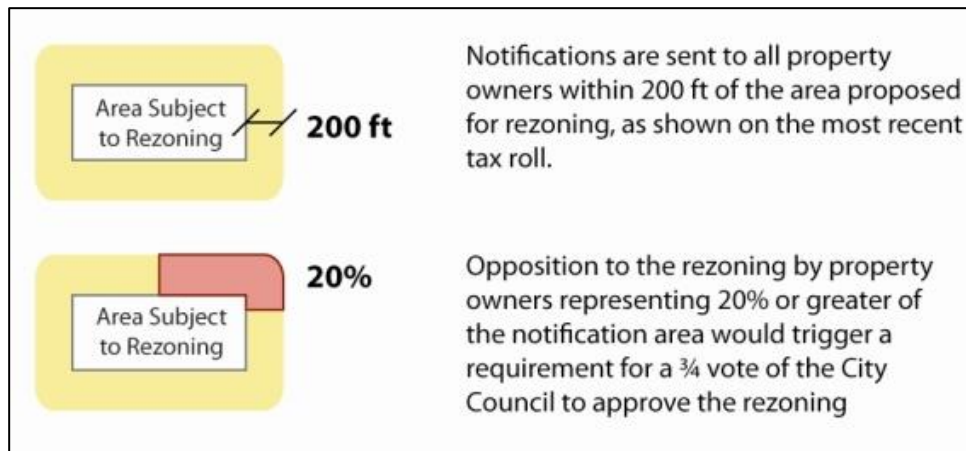 Area Subject
to Rezoning
200 ft
Notifications are sent to all property
owners within 200 ft of the area proposed
for rezoning, as shown on the most recent
tax roll.
Area Subject
to Rezoning
20%
Opposition to the rezoning by property
owners representing 20% or greater of
the notification area would trigger a
requirement for a ¾ vote of the City
Council to approve the rezoning